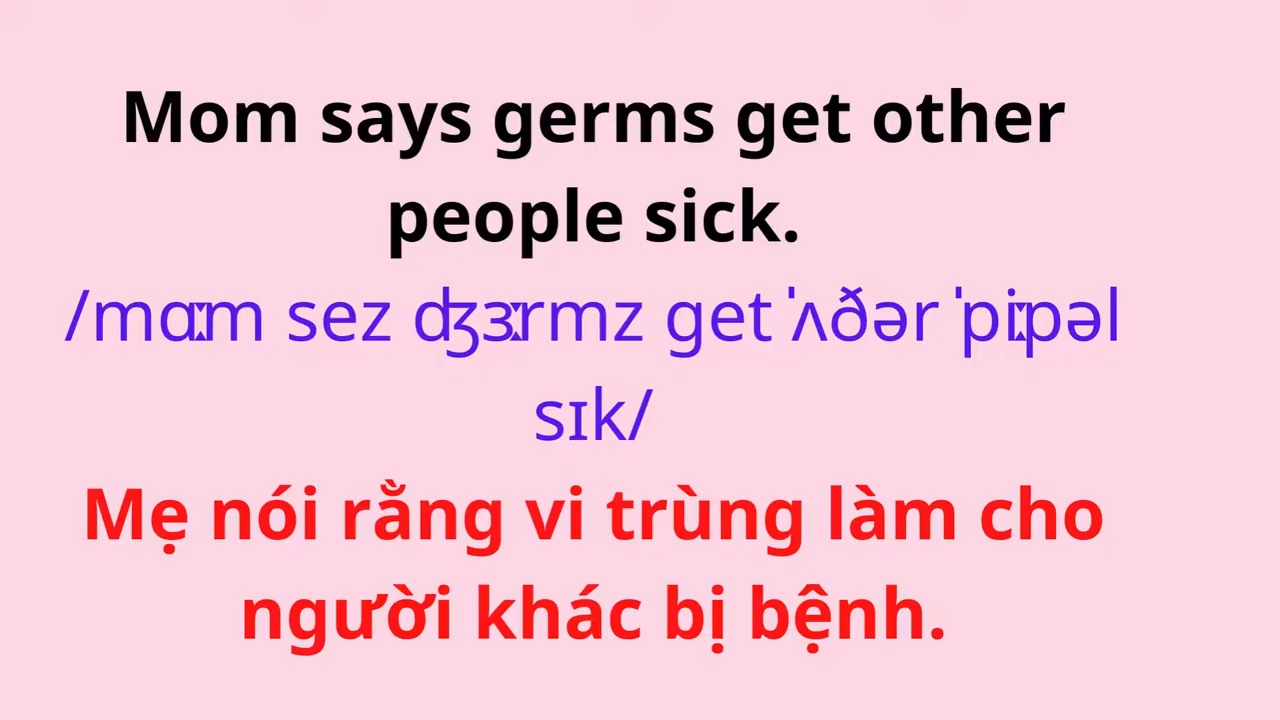 Mom says germs get other
people sick.
/mɑːm sez ʤɜːrmz get ˈʌðər ˈpiːpəl
sɪk/
Mẹ nói rằng vi trùng làm cho
người khác bị bệnh.